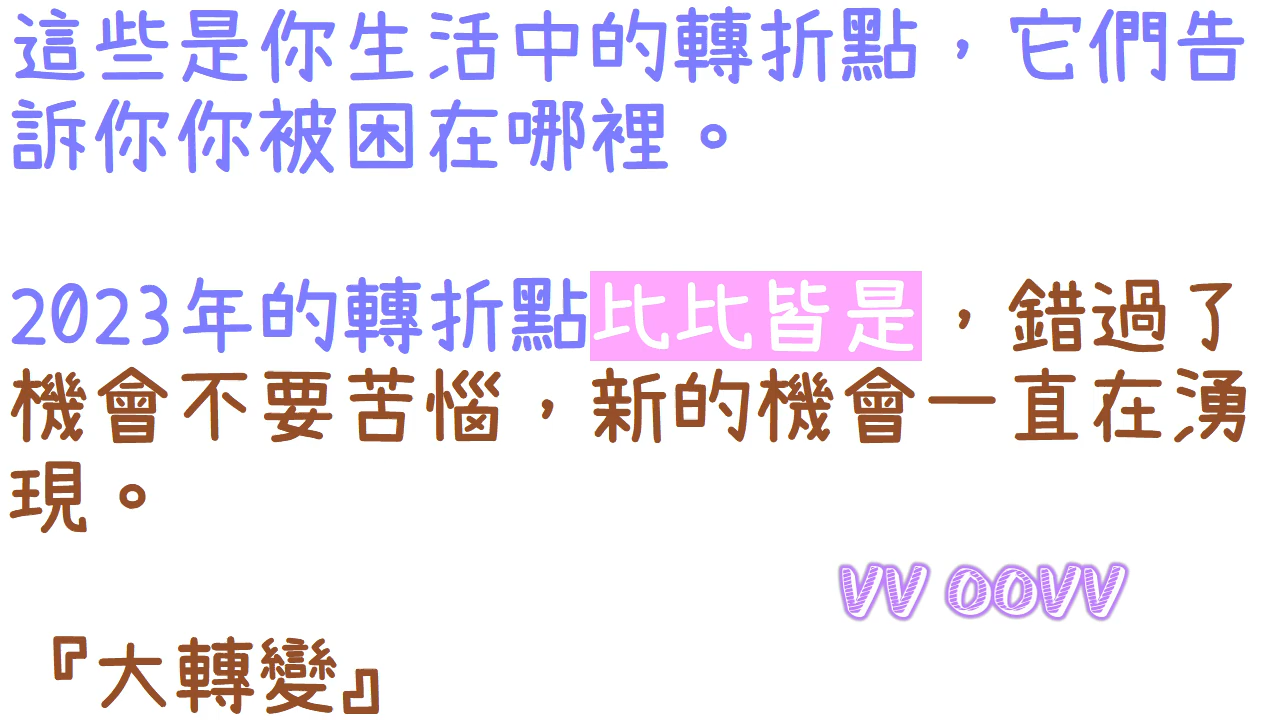 這些是你生活中的轉折點，它們告
訴你你被困在哪裡。
2023年的轉折點比比皆是，錯過了
機會不要苦惱，新的機會一直在湧
現。
VV OOVV
『大轉變』